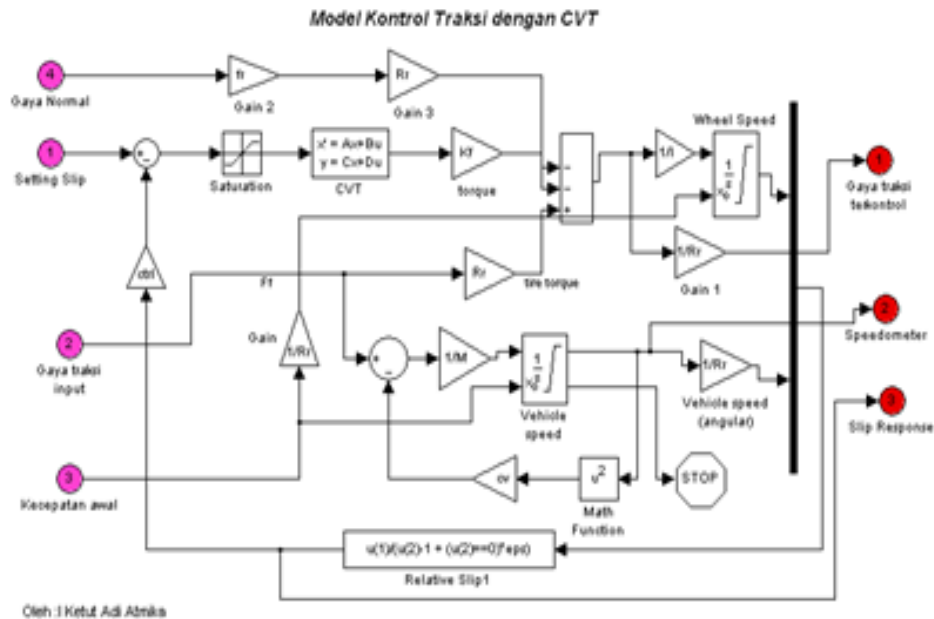 Model Kontrol Traksi dengan CVT
4
Gaya Normal
fr
Gain 2
Rr
Gain 3
1
Setting Slip
Saturation
x' = Ax+Bu
y = Cx+Du
CVT
Kf
torque
1/I
Wheel Speed
1
s
1
Gaya traksi
terkontrol
1/Rr
Gain 1
ctrl
Ft
Rr
tire torque
2
Gaya traksi
input
Gain
1/Rr
1/M
1
s
Vehicle
speed
2
Speedometer
1/Rr
Vehicle speed
(angular)
3
Slip Response
3
Kecepatan awal
cv
u2
Math
Function
STOP
u(1)/(u(2)-1 + (u(2)==0)*eps)
Relative Slip1
Oleh :I Ketut Adi Atmika